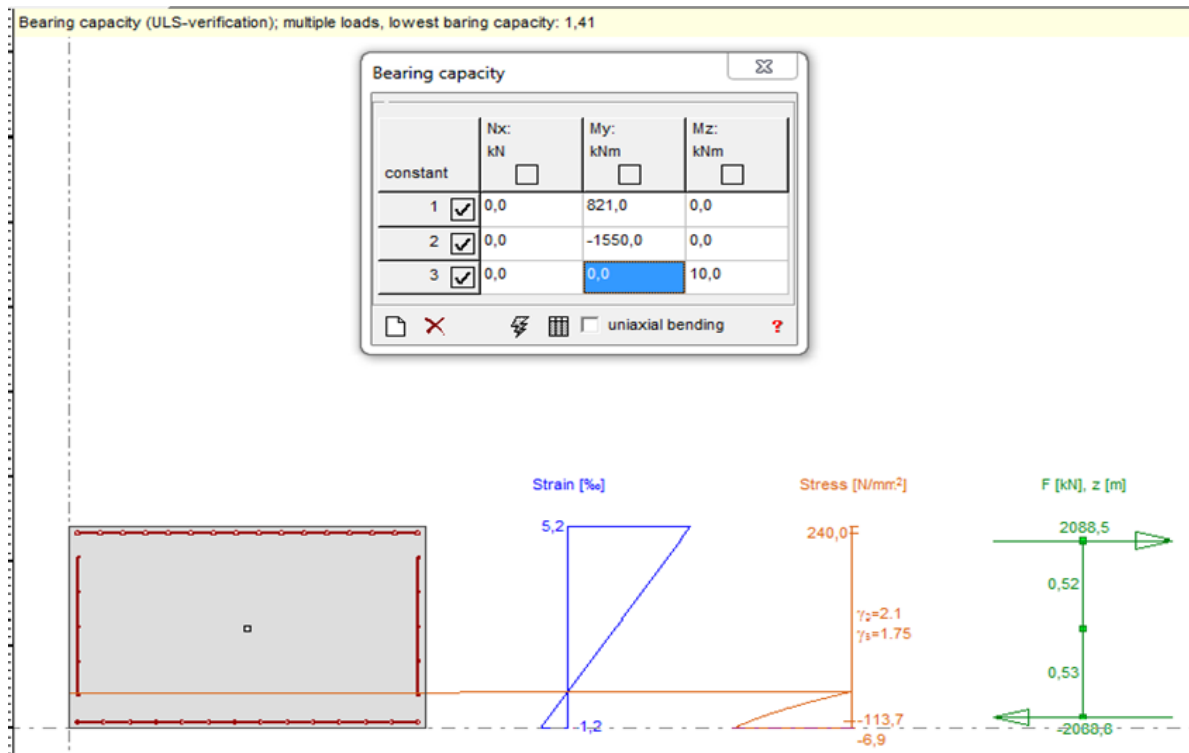 Bearing capacity (ULS-verification); multiple loads, lowest baring capacity: 1,41
Bearing capacity
constant Nx: kN My: kNm Mz: kNm
1 0,0 821,0 0,0
2 0,0 -1550,0 0,0
3 0,0 0,0 10,0
uniaxial bending ?
Strain [‰] Stress [N/mm²] F [kN], z [m]
5,2 240,0 2088,5
0,52
γc=2.1
γs=1.75
0,53
-1,2 -113,7
-6,9